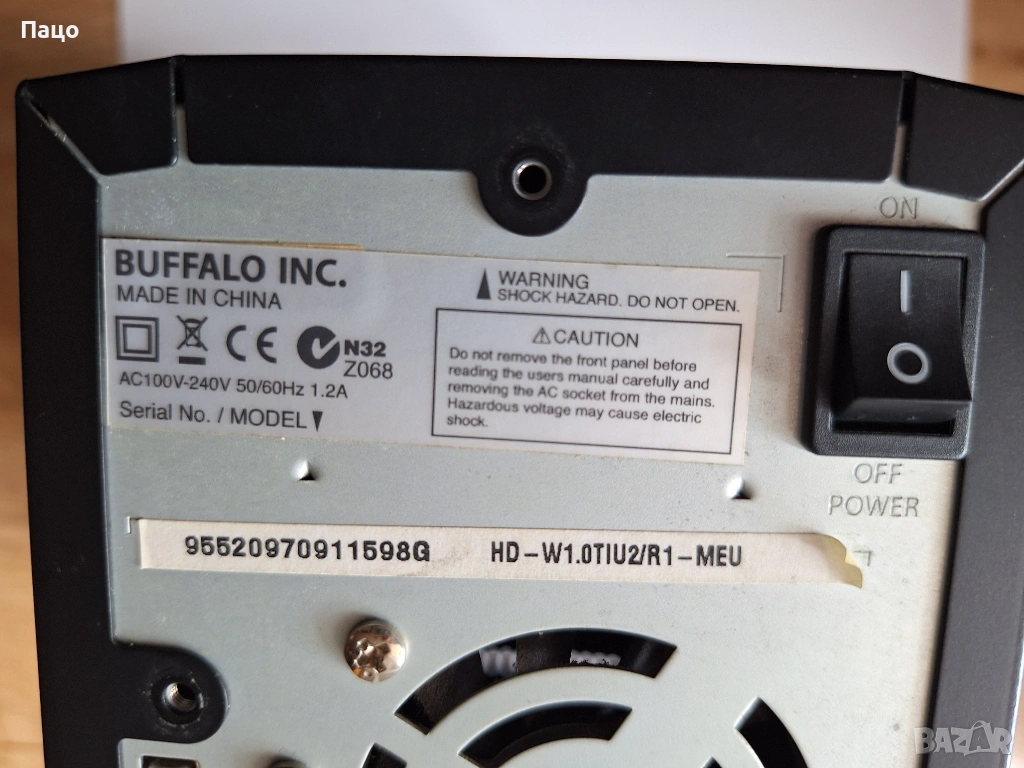 Пацо
ON
BUFFALO INC.
MADE IN CHINA
N32
Z068
AC100V-240V 50/60Hz 1.2A
Serial No. / MODEL
WARNING
SHOCK HAZARD. DO NOT OPEN.
CAUTION
Do not remove the front panel before
reading the users manual carefully and
removing the AC socket from the mains.
Hazardous voltage may cause electric
shock.
OFF
POWER
95520970911598G HD-W1.0TIU2/R1-MEU
BAZAR